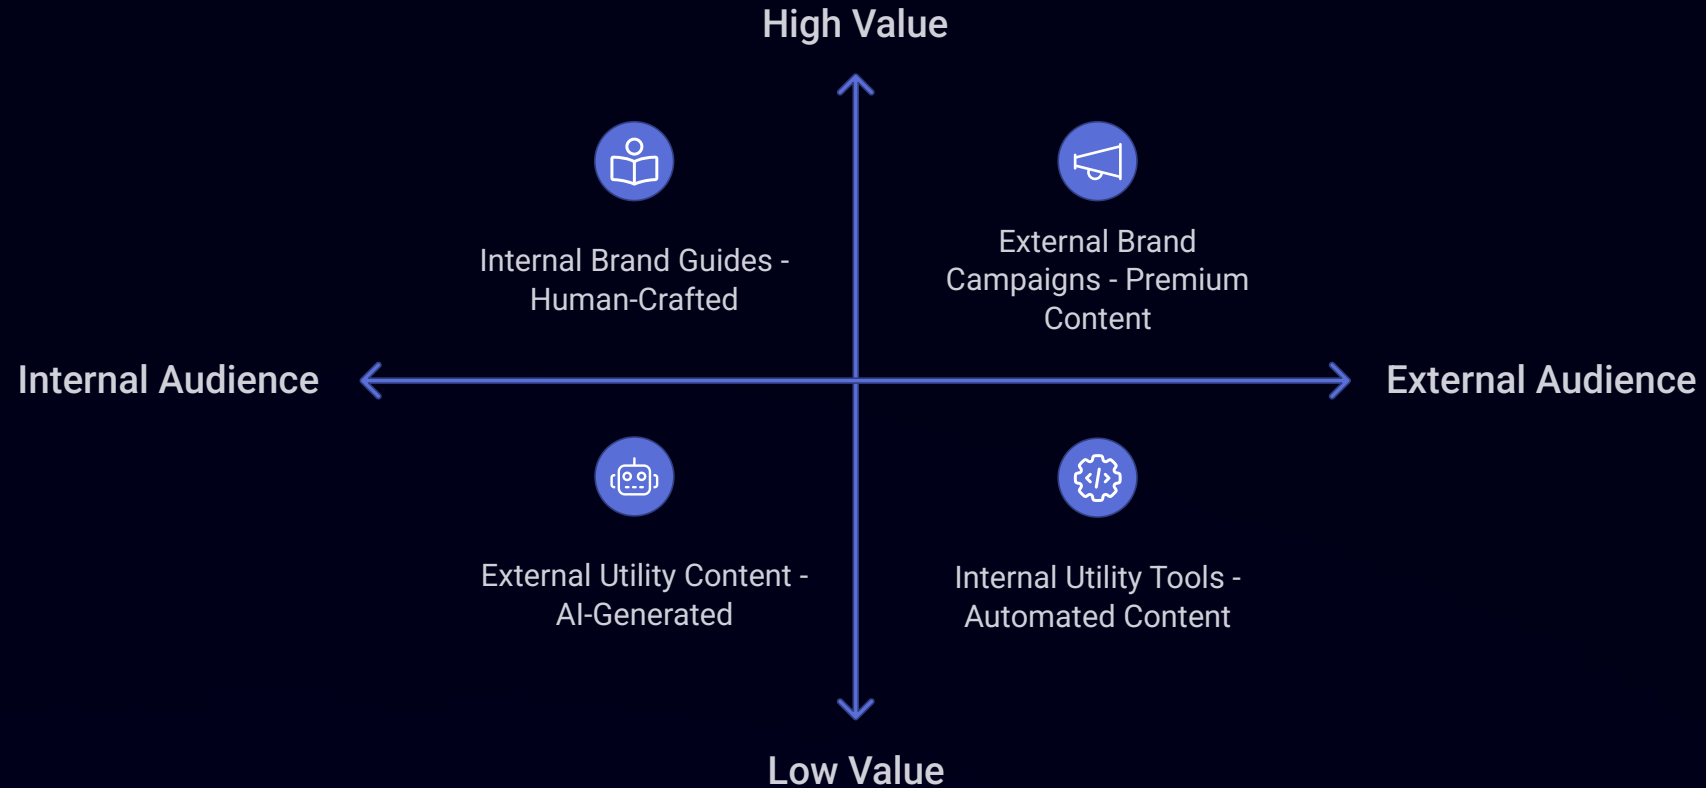 High Value
Internal Brand Guides -
Human-Crafted
External Brand
Campaigns - Premium
Content
Internal Audience
External Audience
External Utility Content -
AI-Generated
Internal Utility Tools -
Automated Content
Low Value